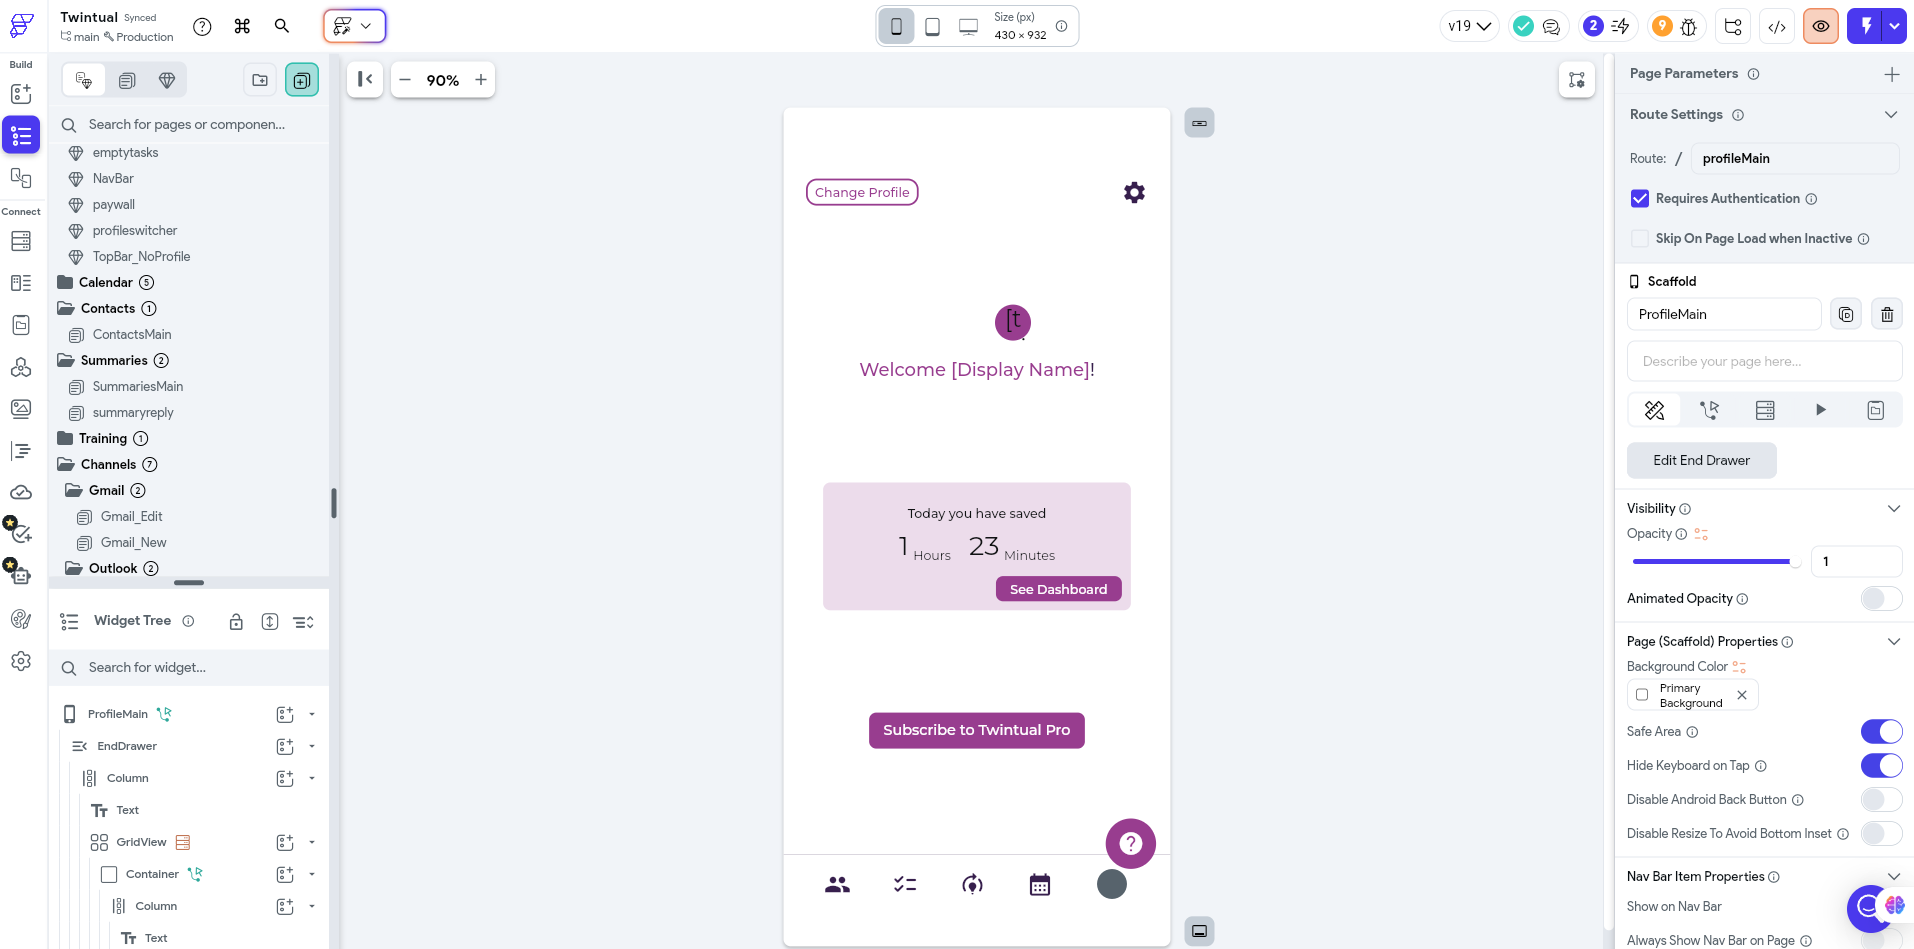 Twintual Synced
main Production
Size (px)
430 × 932
v19
2
9
Build
Connect
Search for pages or componen...
emptytasks
NavBar
paywall
profileswitcher
TopBar_NoProfile
Calendar 5
Contacts 1
ContactsMain
Summaries 2
SummariesMain
summaryreply
Training 1
Channels 7
Gmail 2
Gmail_Edit
Gmail_New
Outlook 2
Widget Tree
Search for widget...
ProfileMain
EndDrawer
Column
Text
GridView
Container
Column
Text
90%
Change Profile
[t
Welcome [Display Name]!
Today you have saved
1 Hours 23 Minutes
See Dashboard
Subscribe to Twintual Pro
Page Parameters
Route Settings
Route: / profileMain
Requires Authentication
Skip On Page Load when Inactive
Scaffold
ProfileMain
Describe your page here...
Edit End Drawer
Visibility
Opacity
1
Animated Opacity
Page (Scaffold) Properties
Background Color
Primary
Background
Safe Area
Hide Keyboard on Tap
Disable Android Back Button
Disable Resize To Avoid Bottom Inset
Nav Bar Item Properties
Show on Nav Bar
Always Show Nav Bar on Page